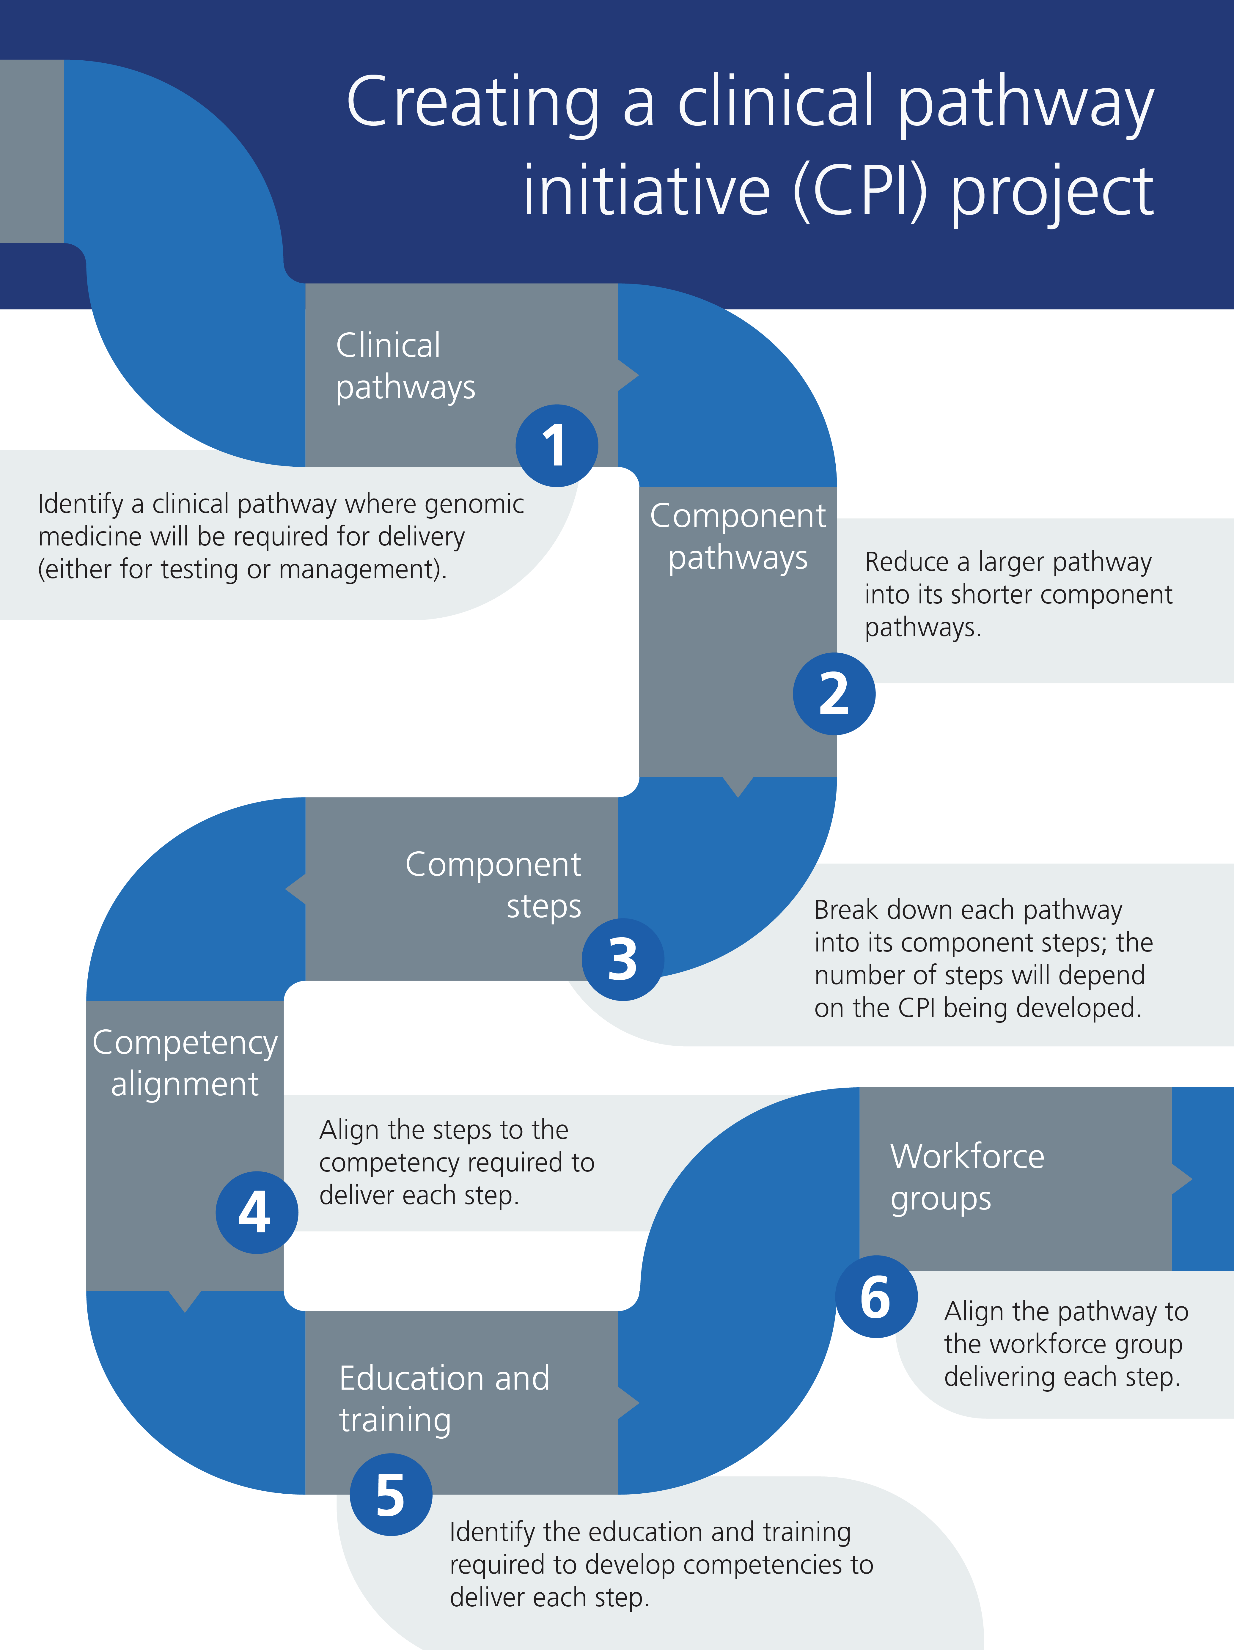 Creating a clinical pathway
initiative (CPI) project
Clinical
pathways
1
Identify a clinical pathway where genomic
medicine will be required for delivery
(either for testing or management).
Component
pathways
2
Reduce a larger pathway
into its shorter component
pathways.
Component
steps
3
Break down each pathway
into its component steps; the
number of steps will depend
on the CPI being developed.
Competency
alignment
4
Align the steps to the
competency required to
deliver each step.
Education and
training
5
Identify the education and training
required to develop competencies to
deliver each step.
Workforce
groups
6
Align the pathway to
the workforce group
delivering each step.